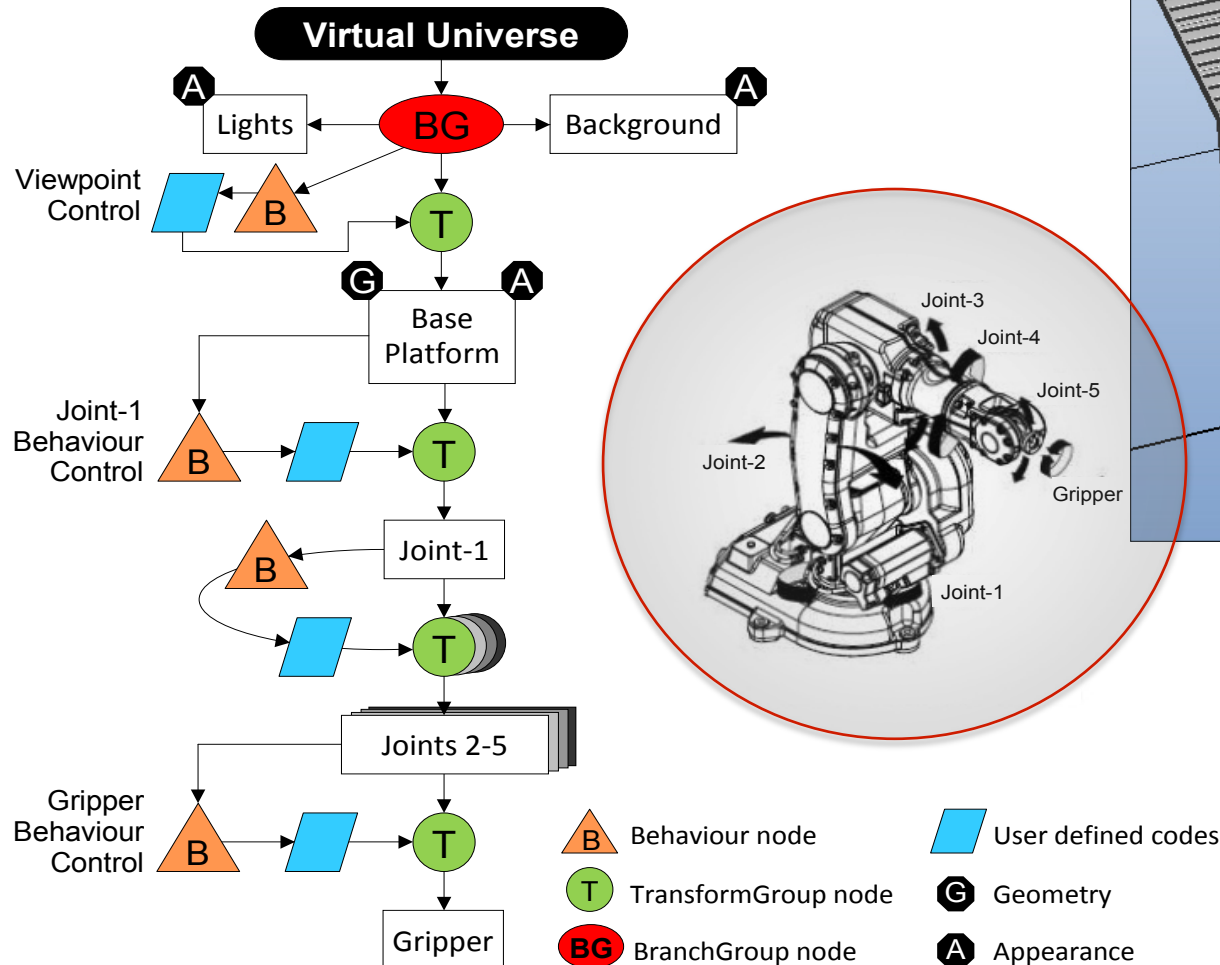 Virtual Universe
A
A
Lights
BG
Background
Viewpoint
Control
B
T
G
A
Base
Platform
Joint-1
Behaviour
Control
B
T
Joint-1
B
T
Joints 2-5
Gripper
Behaviour
Control
B
T
Gripper
Joint-3
Joint-4
Joint-5
Joint-2
Gripper
Joint-1
B Behaviour node
User defined codes
T TransformGroup node
G Geometry
BG BranchGroup node
A Appearance